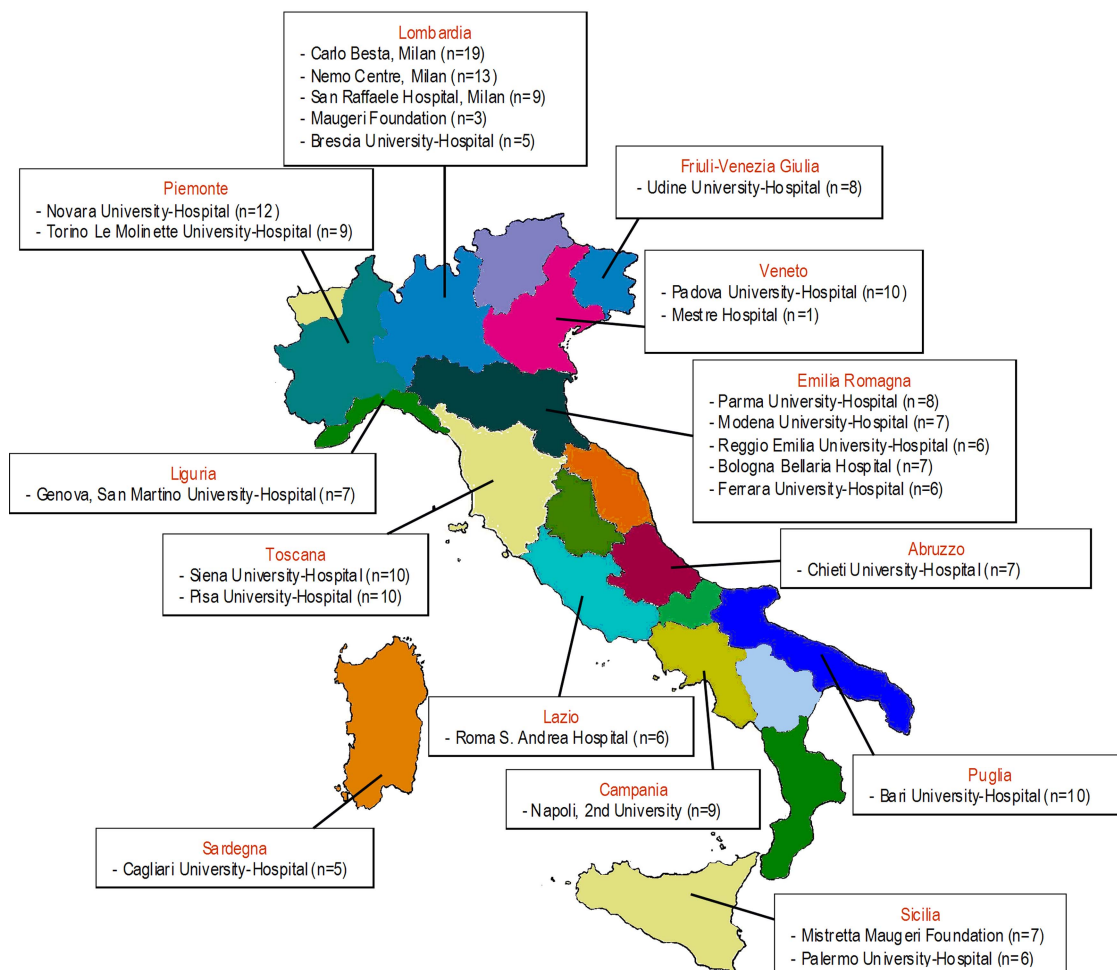 Lombardia
- Carlo Besta, Milan (n=19)
- Nemo Centre, Milan (n=13)
- San Raffaele Hospital, Milan (n=9)
- Maugeri Foundation (n=3)
- Brescia University-Hospital (n=5)
Friuli-Venezia Giulia
- Udine University-Hospital (n=8)
Piemonte
- Novara University-Hospital (n=12)
- Torino Le Molinette University-Hospital (n=9)
Veneto
- Padova University-Hospital (n=10)
- Mestre Hospital (n=1)
Emilia Romagna
- Parma University-Hospital (n=8)
- Modena University-Hospital (n=7)
- Reggio Emilia University-Hospital (n=6)
- Bologna Bellaria Hospital (n=7)
- Ferrara University-Hospital (n=6)
Liguria
- Genova, San Martino University-Hospital (n=7)
Toscana
- Siena University-Hospital (n=10)
- Pisa University-Hospital (n=10)
Abruzzo
- Chieti University-Hospital (n=7)
Lazio
- Roma S. Andrea Hospital (n=6)
Campania
- Napoli, 2nd University (n=9)
Puglia
- Bari University-Hospital (n=10)
Sardegna
- Cagliari University-Hospital (n=5)
Sicilia
- Mistretta Maugeri Foundation (n=7)
- Palermo University-Hospital (n=6)